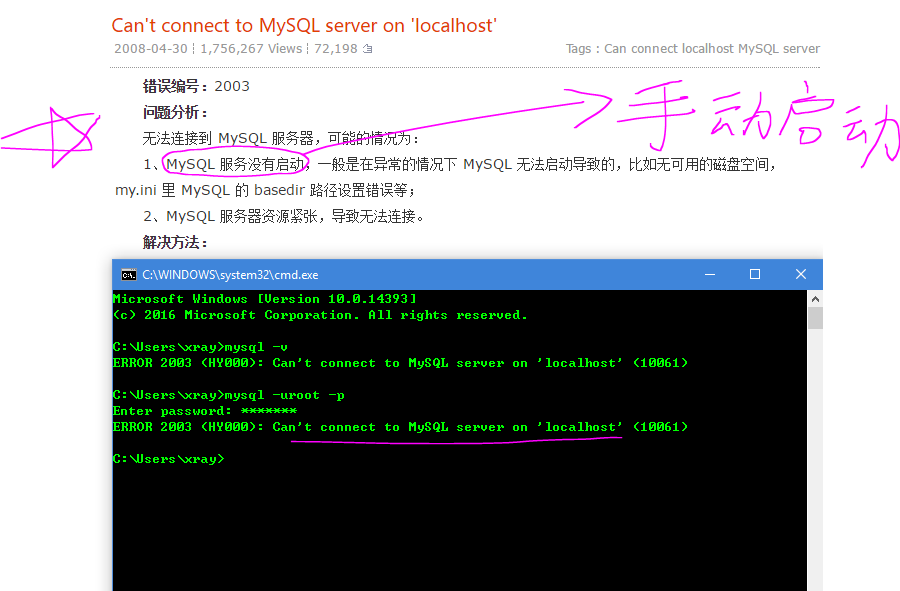 Can't connect to MySQL server on 'localhost'
2008-04-30 ┆ 1,756,267 Views ┆ 72,198
Tags : Can connect localhost MySQL server
错误编号：2003
问题分析：
手动启动
无法连接到 MySQL 服务器，可能的情况为：
1、MySQL 服务没有启动，一般是在异常的情况下 MySQL 无法启动导致的，比如无可用的磁盘空间，
my.ini 里 MySQL 的 basedir 路径设置错误等；
2、MySQL 服务器资源紧张，导致无法连接。
解决方法：
C:\WINDOWS\system32\cmd.exe
Microsoft Windows [Version 10.0.14393]
(c) 2016 Microsoft Corporation. All rights reserved.
C:\Users\xray>mysql -v
ERROR 2003 (HY000): Can't connect to MySQL server on 'localhost' (10061)
C:\Users\xray>mysql -uroot -p
Enter password: *******
ERROR 2003 (HY000): Can't connect to MySQL server on 'localhost' (10061)
C:\Users\xray>